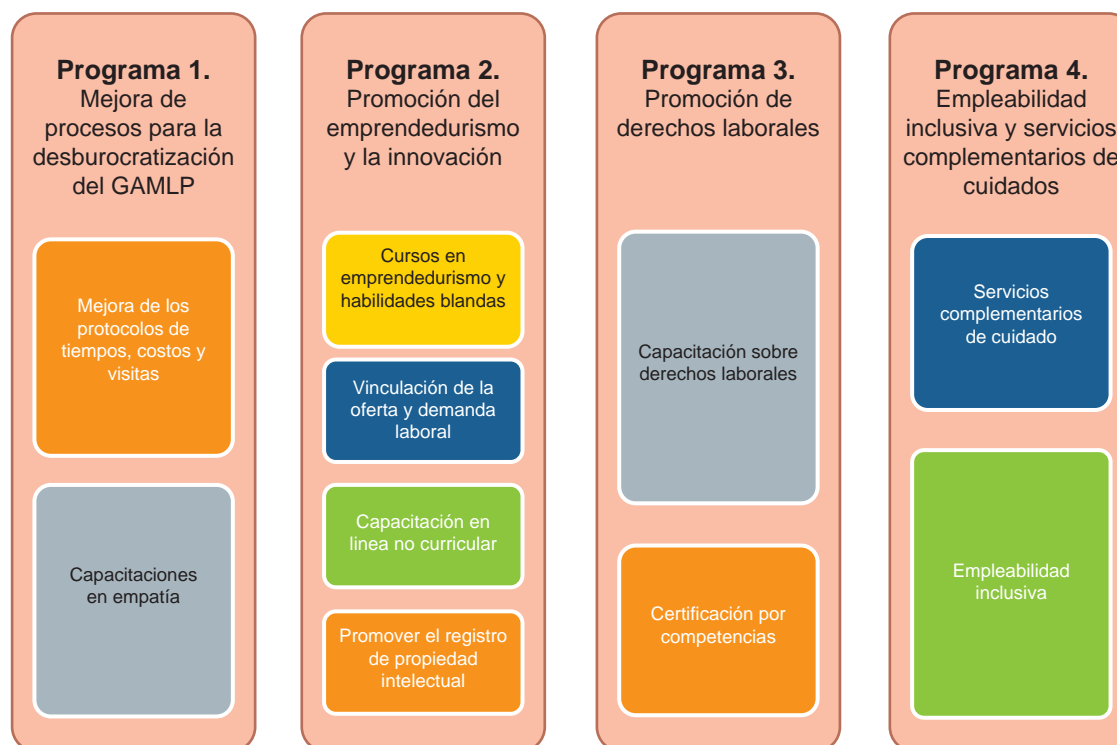 Programa 1.
Mejora de
procesos para la
desburocratización
del GAMLP
Mejora de los
protocolos de
tiempos, costos y
visitas
Capacitaciones
en empatía
Programa 2.
Promoción del
emprendedurismo
y la innovación
Cursos en
emprendedurismo y
habilidades blandas
Vinculación de la
oferta y demanda
laboral
Capacitación en
linea no curricular
Promover el registro
de propiedad
intelectual
Programa 3.
Promoción de
derechos laborales
Capacitación sobre
derechos laborales
Certificación por
competencias
Programa 4.
Empleabilidad
inclusiva y servicios
complementarios de
cuidados
Servicios
complementarios
de cuidado
Empleabilidad
inclusiva